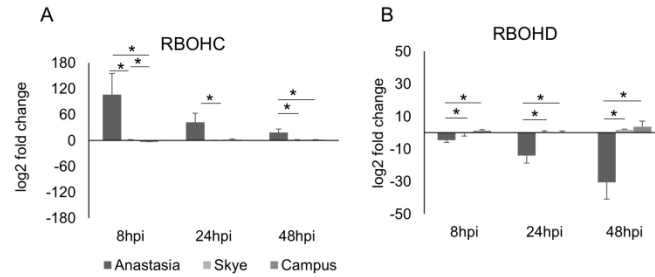 A
RBOHC
log2 fold change
180
120
60
0
-60
-120
-180
* * *
*
* *
8hpi 24hpi 48hpi
Anastasia Skye Campus
B
RBOHD
log2 fold change
50
30
10
-10
-30
-50
* *
* *
* *
8hpi 24hpi 48hpi